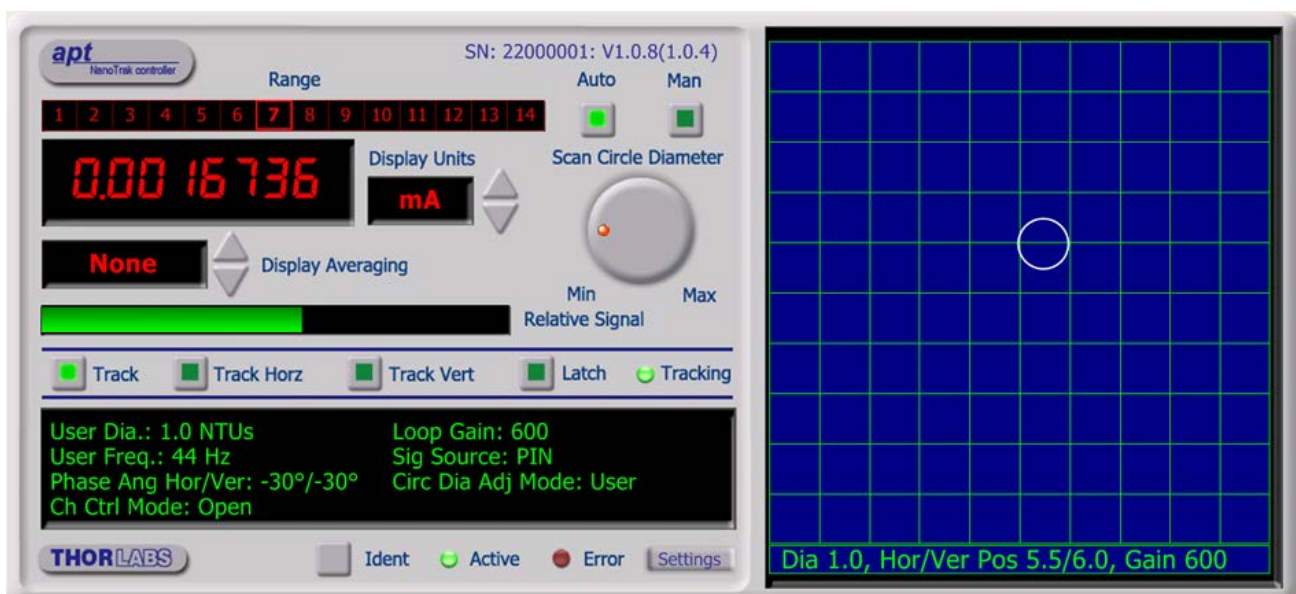 apt
NanoTrak controller
SN: 22000001: V1.0.8(1.0.4)
Range
Auto
Man
1 2 3 4 5 6 7 8 9 10 11 12 13 14
0.0016736
Display Units
mA
Scan Circle Diameter
None
Display Averaging
Min
Max
Relative Signal
Track
Track Horz
Track Vert
Latch
Tracking
User Dia.: 1.0 NTUs
Loop Gain: 600
User Freq.: 44 Hz
Sig Source: PIN
Phase Ang Hor/Ver: -30°/-30°
Circ Dia Adj Mode: User
Ch Ctrl Mode: Open
THORLABS
Ident
Active
Error
Settings
Dia 1.0, Hor/Ver Pos 5.5/6.0, Gain 600